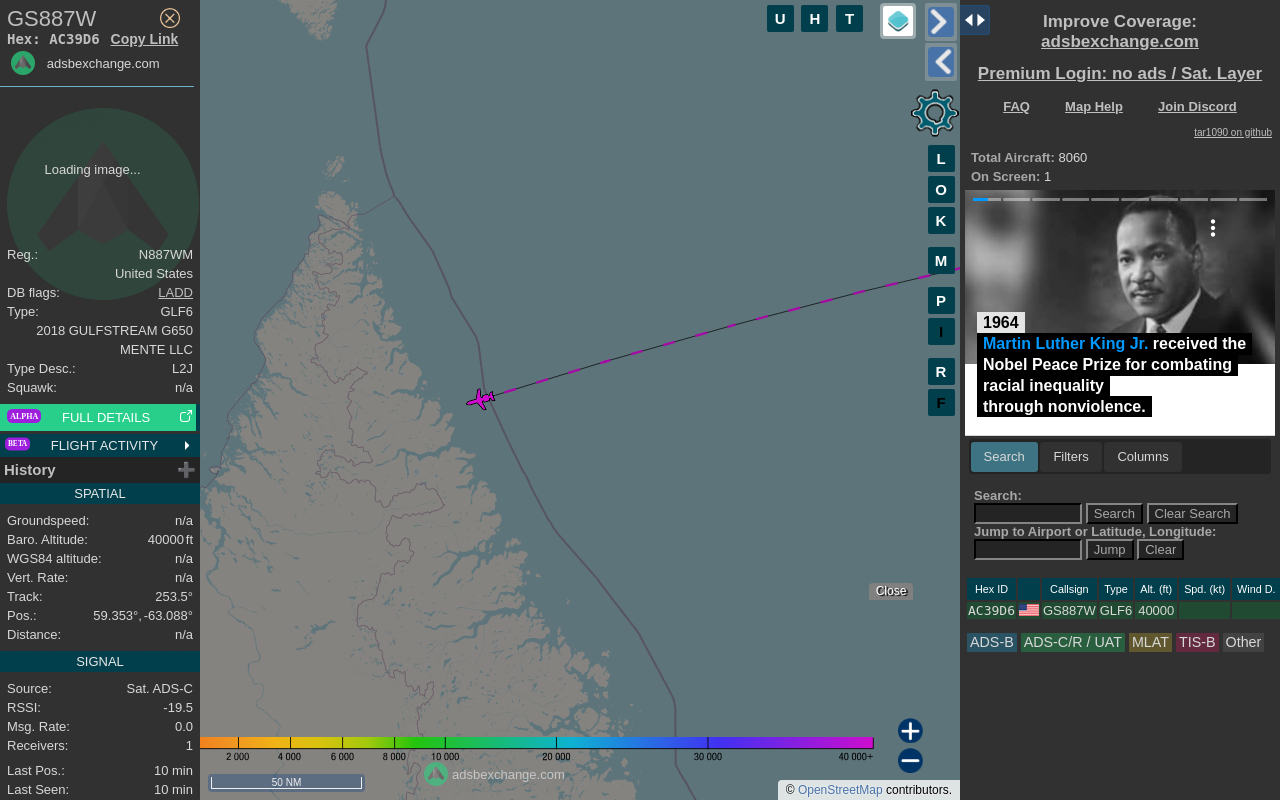 GS887W
Hex: AC39D6 Copy Link
adsbexchange.com
Loading image...
Reg.: N887WM
United States
DB flags: LADD
Type: GLF6
2018 GULFSTREAM G650
MENTE LLC
Type Desc.: L2J
Squawk: n/a
ALPHA FULL DETAILS
BETA FLIGHT ACTIVITY
History
SPATIAL
Groundspeed: n/a
Baro. Altitude: 40000 ft
WGS84 altitude: n/a
Vert. Rate: n/a
Track: 253.5°
Pos.: 59.353°, -63.088°
Distance: n/a
SIGNAL
Source: Sat. ADS-C
RSSI: -19.5
Msg. Rate: 0.0
Receivers: 1
Last Pos.: 10 min
Last Seen: 10 min
U H T
L
O
K
M
P
I
R
F
Close
2 000 4 000 6 000 8 000 10 000 20 000 30 000 40 000+
50 NM
adsbexchange.com
© OpenStreetMap contributors.
Improve Coverage:
adsbexchange.com
Premium Login: no ads / Sat. Layer
FAQ Map Help Join Discord
tar1090 on github
Total Aircraft: 8060
On Screen: 1
1964
Martin Luther King Jr. received the
Nobel Peace Prize for combating
racial inequality
through nonviolence.
Search Filters Columns
Search:
Search Clear Search
Jump to Airport or Latitude, Longitude:
Jump Clear
Hex ID Callsign Type Alt. (ft) Spd. (kt) Wind D.
AC39D6 GS887W GLF6 40000
ADS-B ADS-C/R / UAT MLAT TIS-B Other